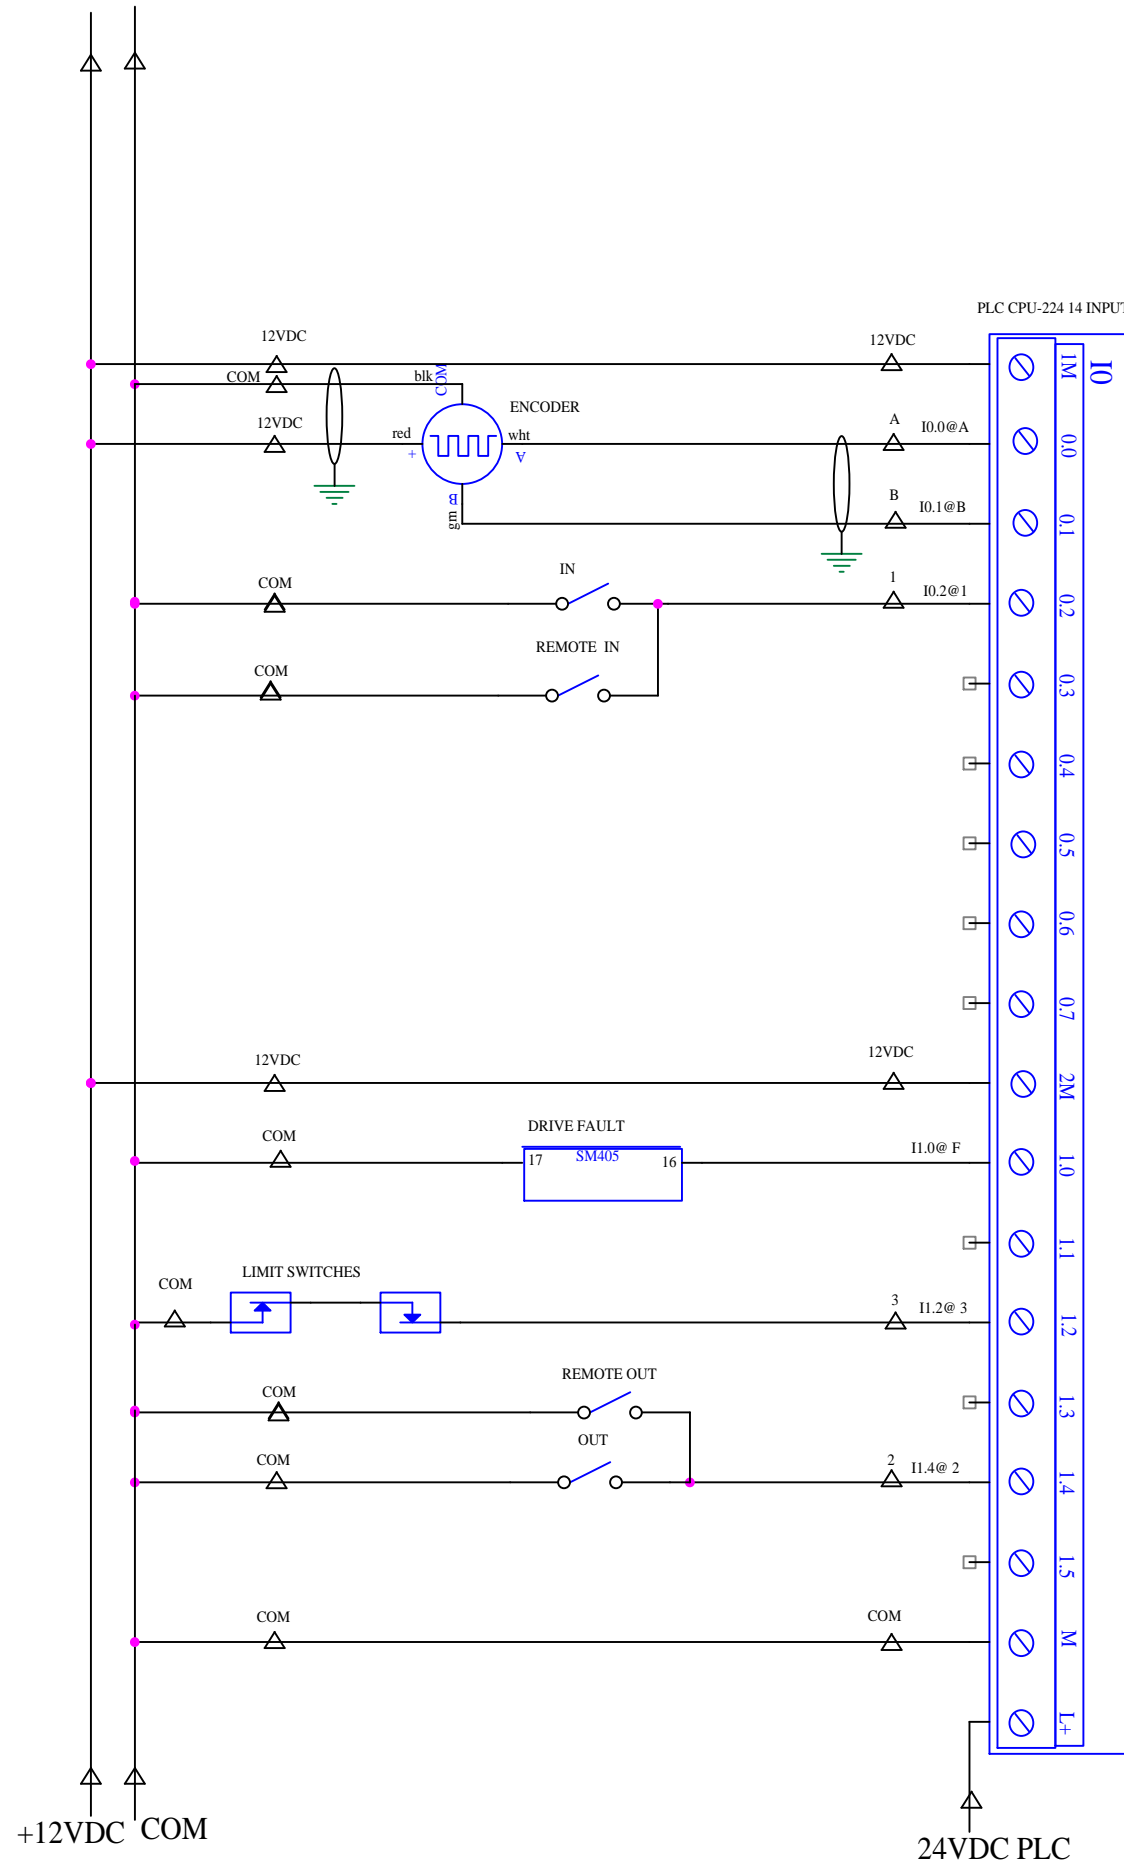 PLC CPU-224 14 INPUT
12VDC
12VDC
1M
I0
COM
blk
COM
ENCODER
12VDC
red
+
wht
A
A
I0.0@A
0.0
B
grn
B
I0.1@B
0.1
COM
IN
1
I0.2@1
0.2
COM
REMOTE IN
0.3
0.4
0.5
0.6
0.7
12VDC
12VDC
2M
COM
DRIVE FAULT
17
SM405
16
I1.0@ F
1.0
1.1
COM
LIMIT SWITCHES
3
I1.2@ 3
1.2
COM
REMOTE OUT
1.3
COM
OUT
2
I1.4@ 2
1.4
1.5
COM
COM
M
L+
+12VDC
COM
24VDC PLC